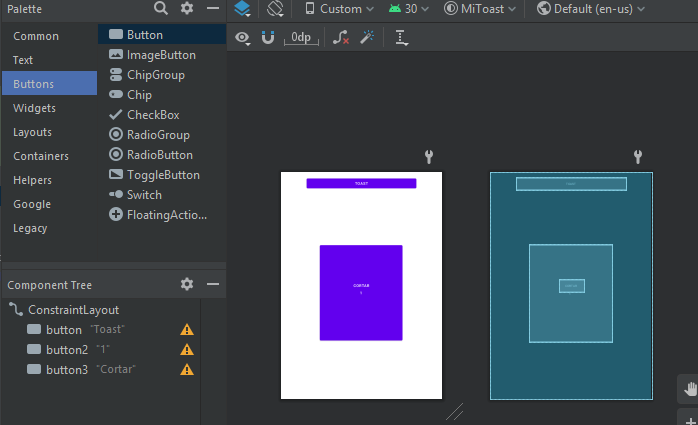 Palette
Custom
30
MiToast
Default (en-us)
0dp
Common
Text
Buttons
Widgets
Layouts
Containers
Helpers
Google
Legacy
Button
ImageButton
ChipGroup
Chip
CheckBox
RadioGroup
RadioButton
ToggleButton
Switch
FloatingActio...
Component Tree
ConstraintLayout
button "Toast"
button2 "1"
button3 "Cortar"
TOAST
CORTAR
1
TOAST
CORTAR